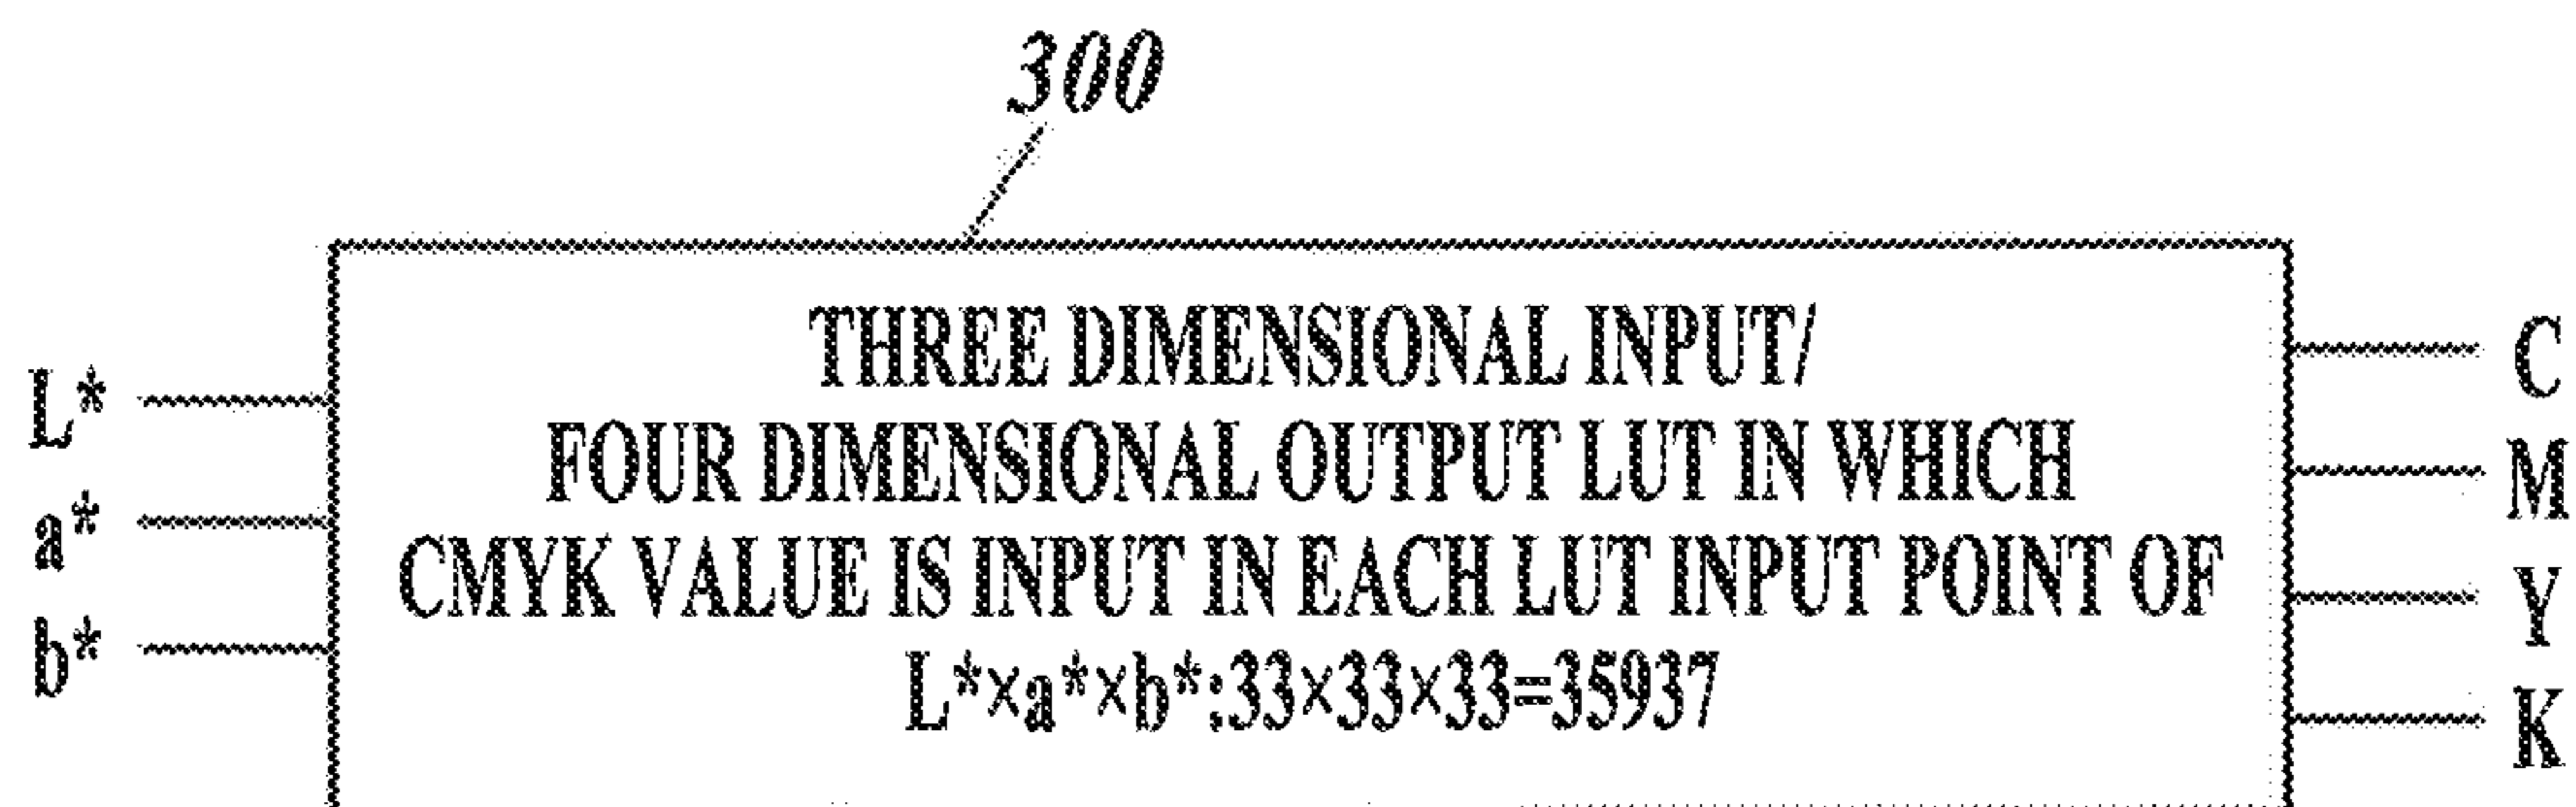 300
THREE DIMENSIONAL INPUT/
FOUR DIMENSIONAL OUTPUT LUT IN WHICH
CMYK VALUE IS INPUT IN EACH LUT INPUT POINT OF
L*×a*×b*:33×33×33=35937
L*
a*
b*
C
M
Y
K